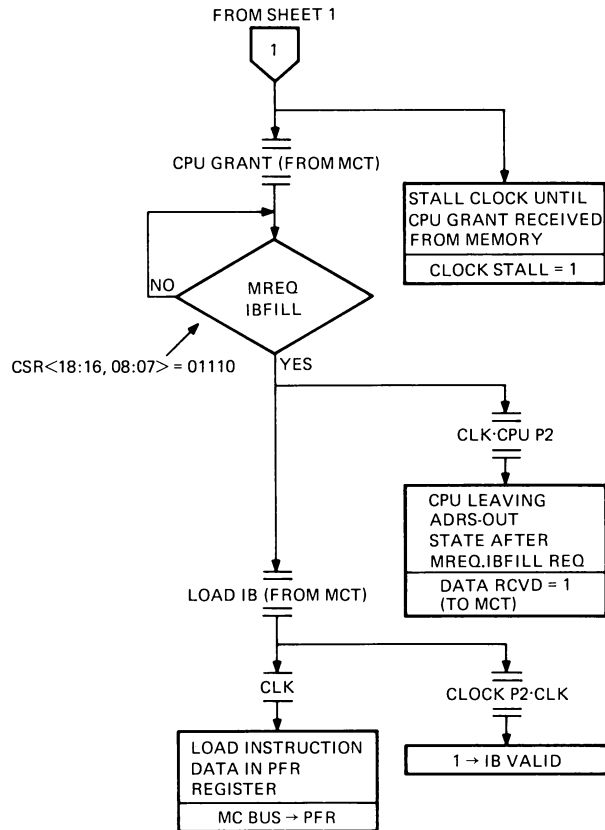 FROM SHEET 1
1
CPU GRANT (FROM MCT)
STALL CLOCK UNTIL
CPU GRANT RECEIVED
FROM MEMORY
CLOCK STALL = 1
NO
MREQ
IBFILL
CSR<18:16, 08:07> = 01110
YES
CLK·CPU P2
CPU LEAVING
ADRS-OUT
STATE AFTER
MREQ.IBFILL REQ
DATA RCVD = 1
(TO MCT)
LOAD IB (FROM MCT)
CLK
CLOCK P2·CLK
LOAD INSTRUCTION
DATA IN PFR
REGISTER
MC BUS → PFR
1 → IB VALID